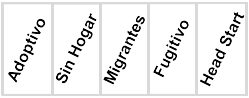 Adoptivo
Sin Hogar
Migrantes
Fugitivo
Head Start